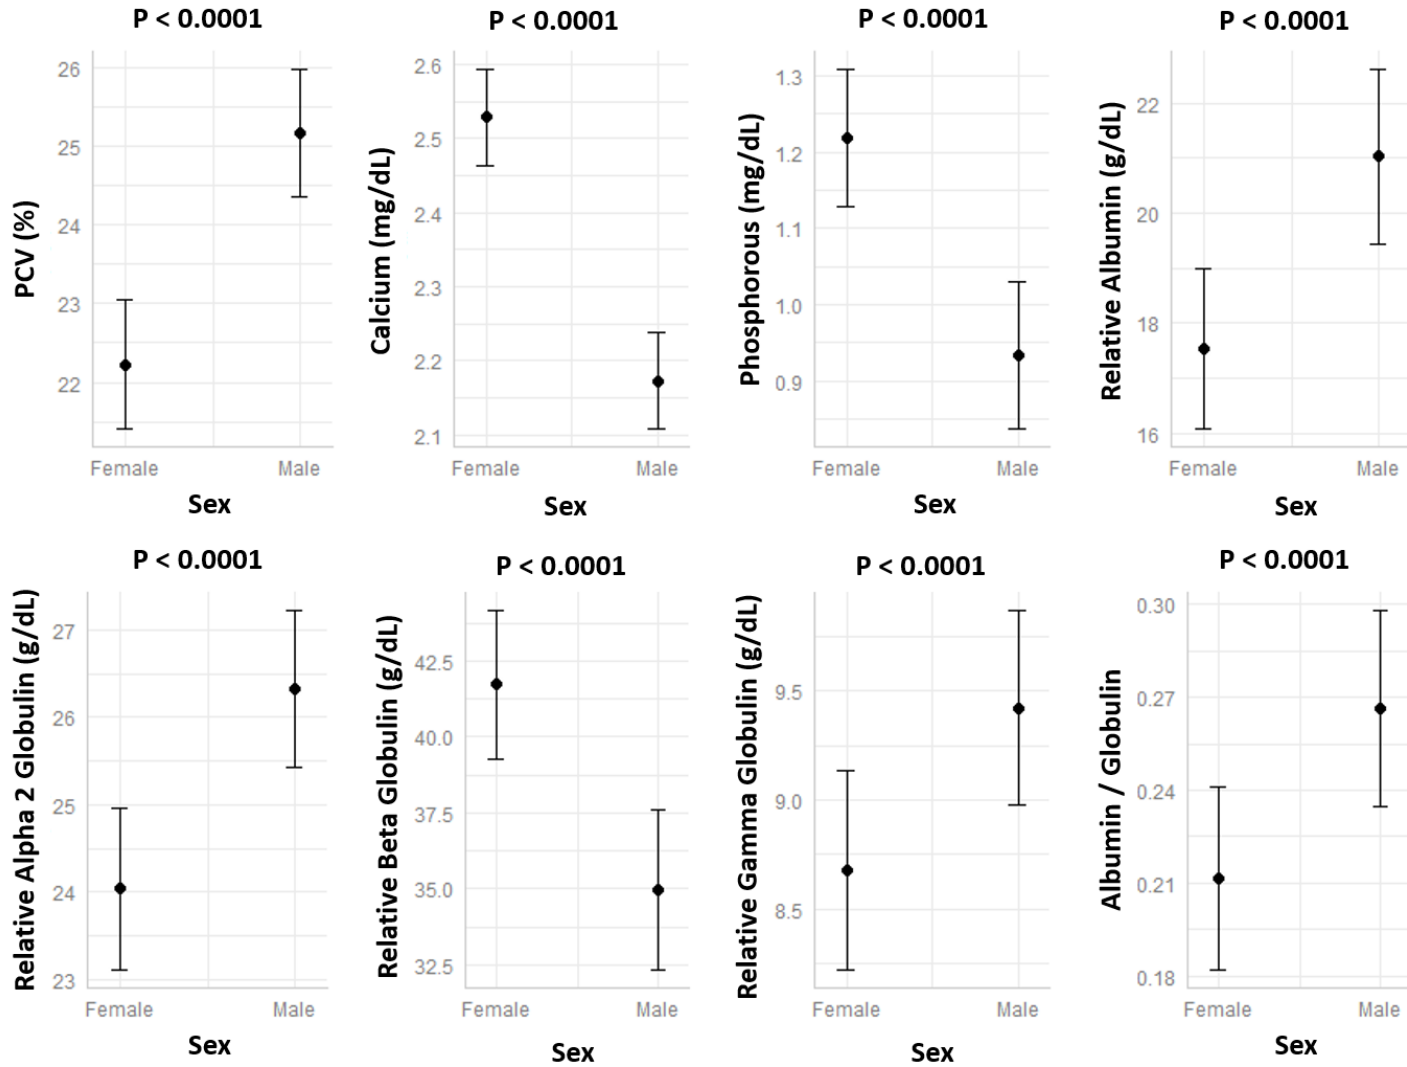 P < 0.0001
PCV (%)
26
25
24
23
22
Female Male
Sex
P < 0.0001
Calcium (mg/dL)
2.6
2.5
2.4
2.3
2.2
2.1
Female Male
Sex
P < 0.0001
Phosphorous (mg/dL)
1.3
1.2
1.1
1.0
0.9
Female Male
Sex
P < 0.0001
Relative Albumin (g/dL)
22
20
18
16
Female Male
Sex
P < 0.0001
Relative Alpha 2 Globulin (g/dL)
27
26
25
24
23
Female Male
Sex
P < 0.0001
Relative Beta Globulin (g/dL)
42.5
40.0
37.5
35.0
32.5
Female Male
Sex
P < 0.0001
Relative Gamma Globulin (g/dL)
9.5
9.0
8.5
Female Male
Sex
P < 0.0001
Albumin / Globulin
0.30
0.27
0.24
0.21
0.18
Female Male
Sex